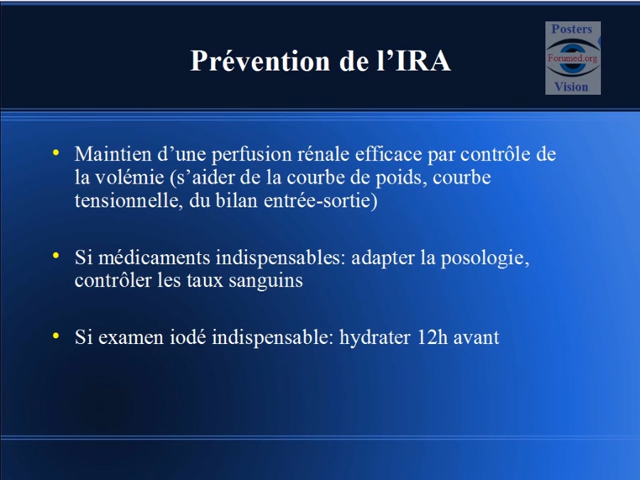 Prévention de l’IRA
Posters
Forumed.org
Vision
• Maintien d’une perfusion rénale efficace par contrôle de
la volémie (s’aider de la courbe de poids, courbe
tensionnelle, du bilan entrée-sortie)
• Si médicaments indispensables: adapter la posologie,
contrôler les taux sanguins
• Si examen iodé indispensable: hydrater 12h avant